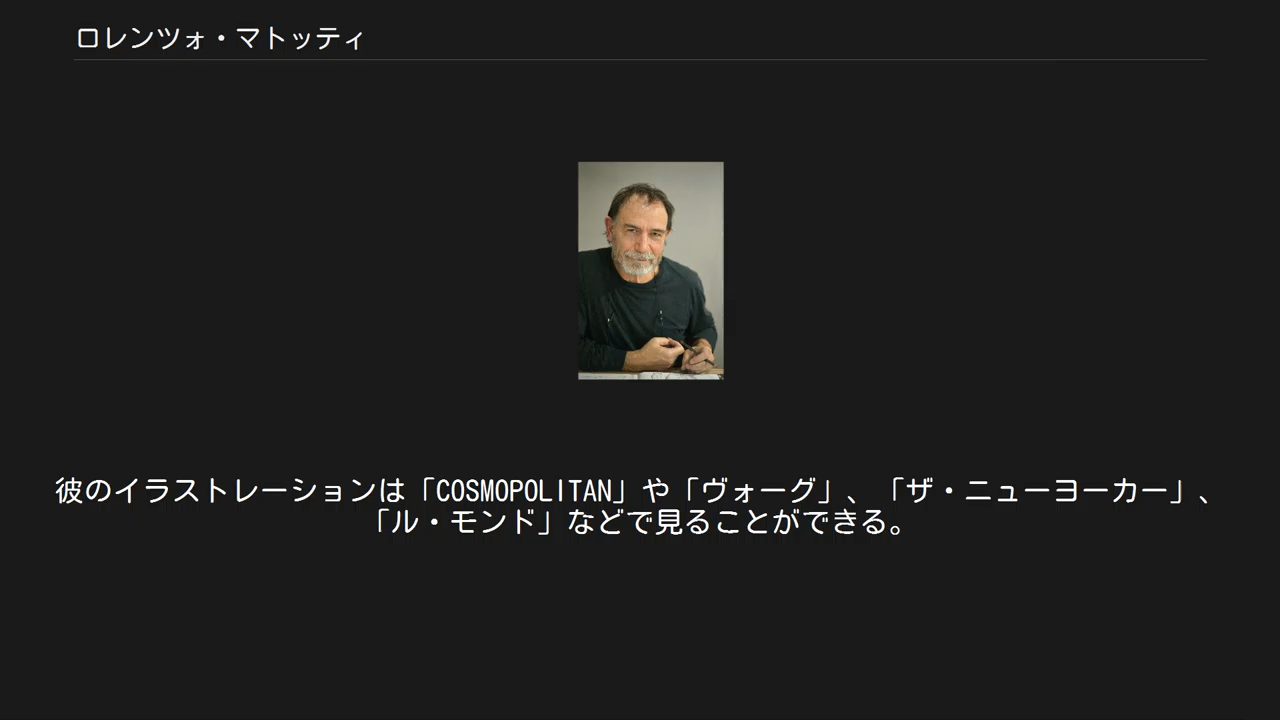 ロレンツォ・マトッティ
彼のイラストレーションは「COSMOPOLITAN」や「ヴォーグ」、「ザ・ニューヨーカー」、
「ル・モンド」などで見ることができる。